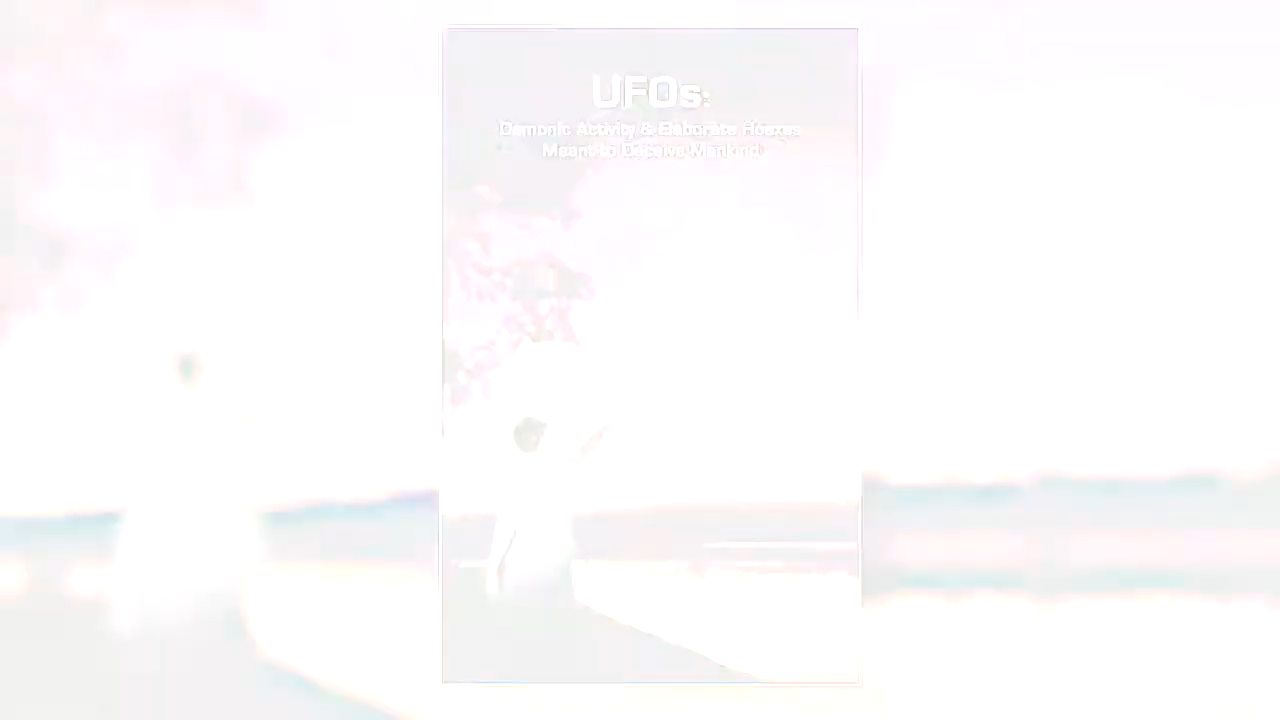 UFOs:
Demonic Activity & Elaborate Hoaxes
Meant to Deceive Mankind